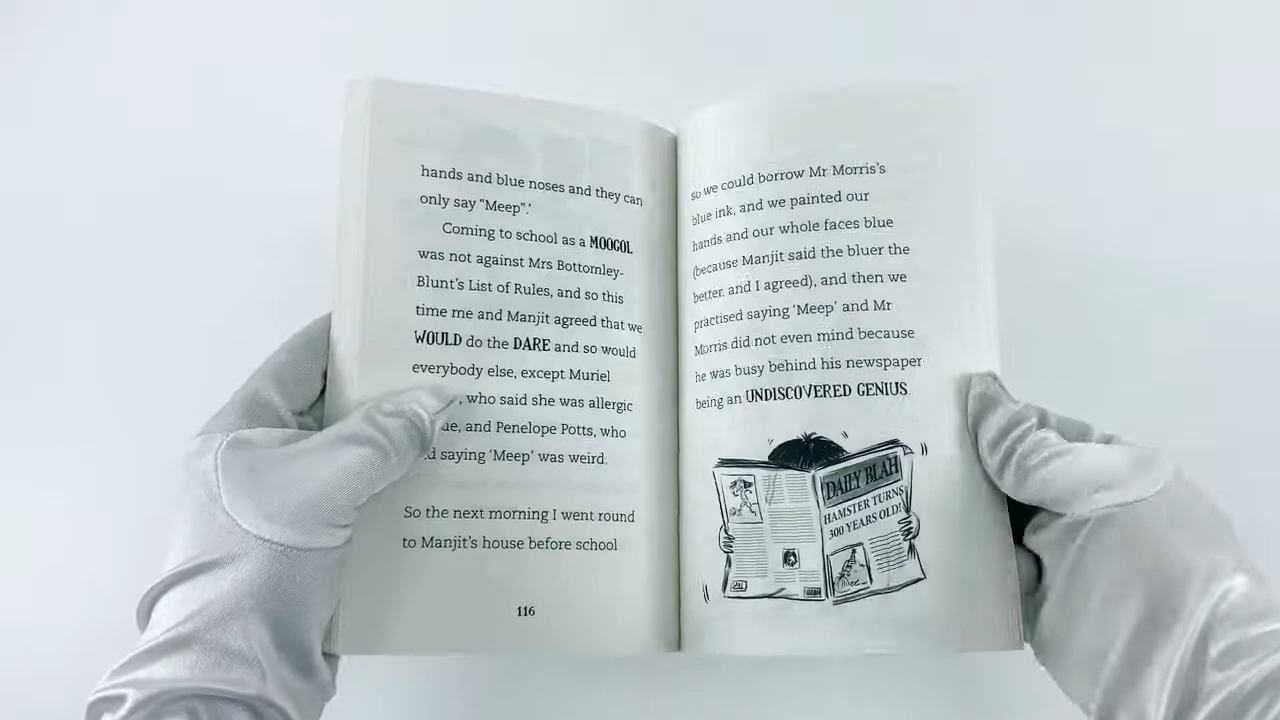 hands and blue noses and they can
only say “Meep”.’
Coming to school as a MOOGOL
was not against Mrs Bottomley-
Blunt’s List of Rules, and so this
time me and Manjit agreed that we
WOULD do the DARE and so would
everybody else, except Muriel
, who said she was allergic
and Penelope Potts, who
saying ‘Meep’ was weird.
So the next morning I went round
to Manjit’s house before school
116
so we could borrow Mr Morris’s
blue ink, and we painted our
hands and our whole faces blue
(because Manjit said the bluer the
better, and I agreed), and then we
practised saying ‘Meep’ and Mr
Morris did not even mind because
he was busy behind his newspaper
being an UNDISCOVERED GENIUS.
DAILY BLAH
HAMSTER TURNS
300 YEARS OLD!